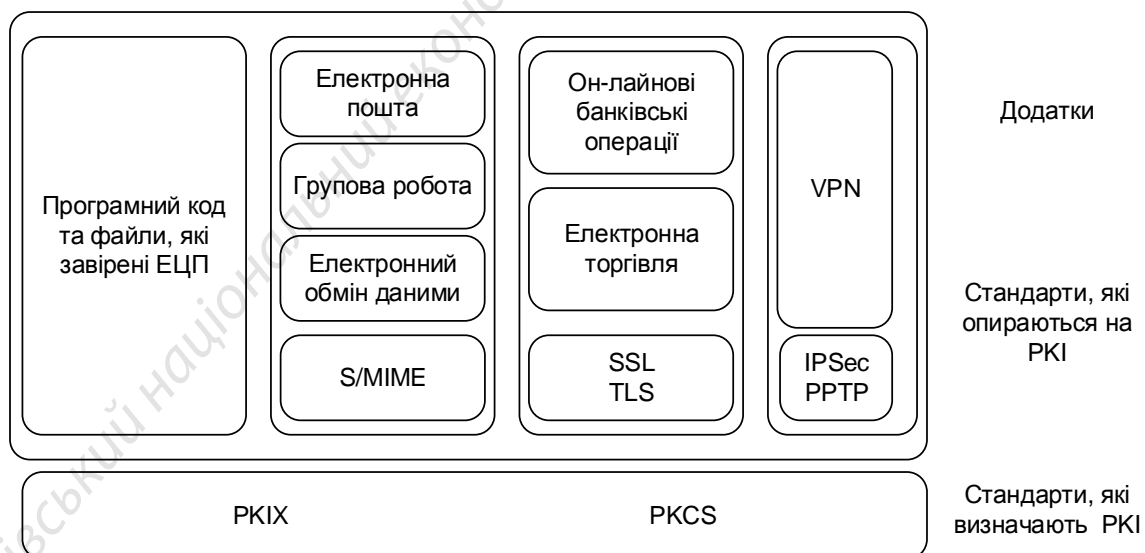 Програмний код
та файли, які
завірені ЕЦП
Електронна
пошта
Групова робота
Електронний
обмін даними
S/MIME
Он-лайнові
банківські
операції
Електронна
торгівля
SSL
TLS
VPN
IPSec
PPTP
Додатки
Стандарти, які
опираються на
PKI
PKIX
PKCS
Стандарти, які
визначають PKI
національний